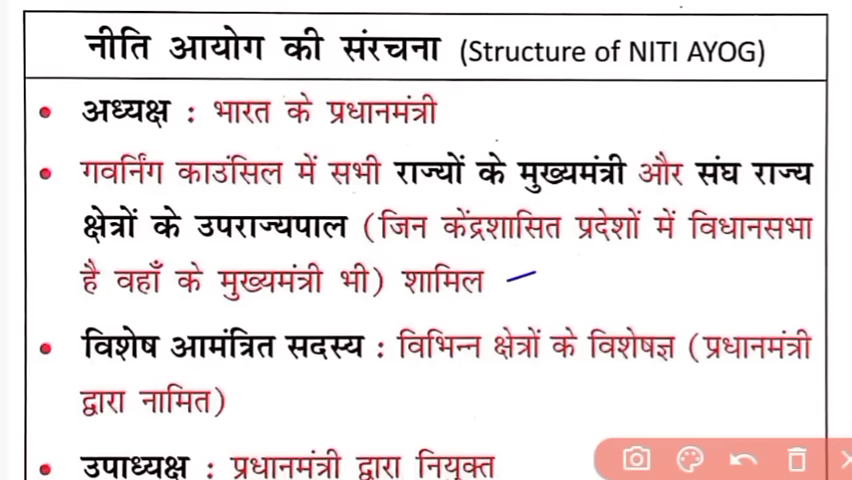 नीति आयोग की संरचना (Structure of NITI AYOG)
• अध्यक्ष : भारत के प्रधानमंत्री
• गवर्निंग काउंसिल में सभी राज्यों के मुख्यमंत्री और संघ राज्य
क्षेत्रों के उपराज्यपाल (जिन केंद्रशासित प्रदेशों में विधानसभा
है वहाँ के मुख्यमंत्री भी) शामिल
• विशेष आमंत्रित सदस्य : विभिन्न क्षेत्रों के विशेषज्ञ (प्रधानमंत्री
द्वारा नामित)
• उपाध्यक्ष : प्रधानमंत्री द्वारा नियुक्त